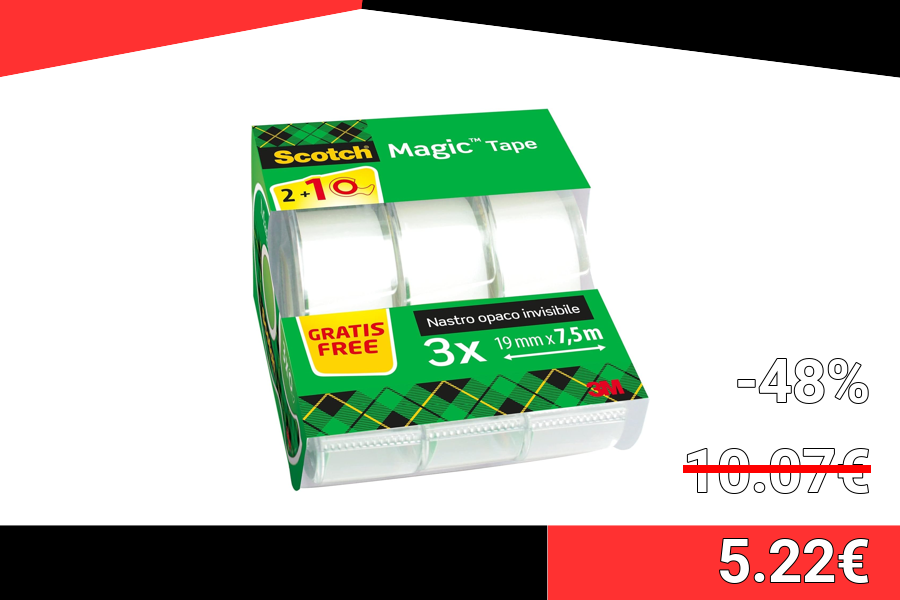 Scotch® Magic™ Tape
2+1
GRATIS
FREE
Nastro opaco invisibile
3x 19 mm x 7,5 m
3M
-48%
10.07€
5.22€